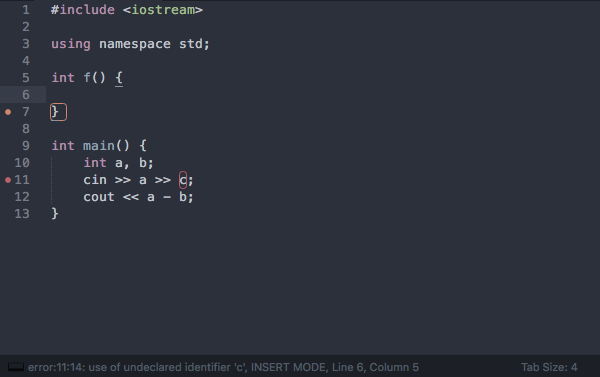 1 #include <iostream>
2
3 using namespace std;
4
5 int f() {
6
7 }
8
9 int main() {
10     int a, b;
11     cin >> a >> c;
12     cout << a - b;
13 }
error:11:14: use of undeclared identifier 'c', INSERT MODE, Line 6, Column 5 Tab Size: 4